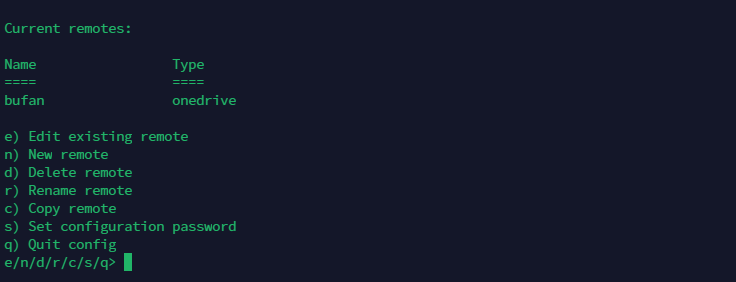 Current remotes:
Name                 Type
====                 ====
bufan                onedrive
e) Edit existing remote
n) New remote
d) Delete remote
r) Rename remote
c) Copy remote
s) Set configuration password
q) Quit config
e/n/d/r/c/s/q>